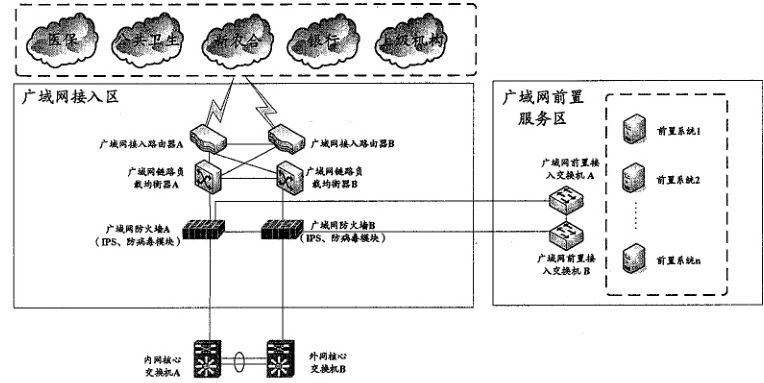 医保
公共卫生
新农合
银行
上级机构
广域网接入区
广域网接入路由器A
广域网接入路由器B
广域网链路负
载均衡器A
广域网链路负
载均衡器B
广域网防火墙A
（IPS、防病毒模块）
广域网防火墙B
（IPS、防病毒模块）
内网核心
交换机A
外网核心
交换机B
广域网前置
服务区
广域网前置接
入交换机 A
广域网前置接
入交换机 B
前置系统1
前置系统2
前置系统n